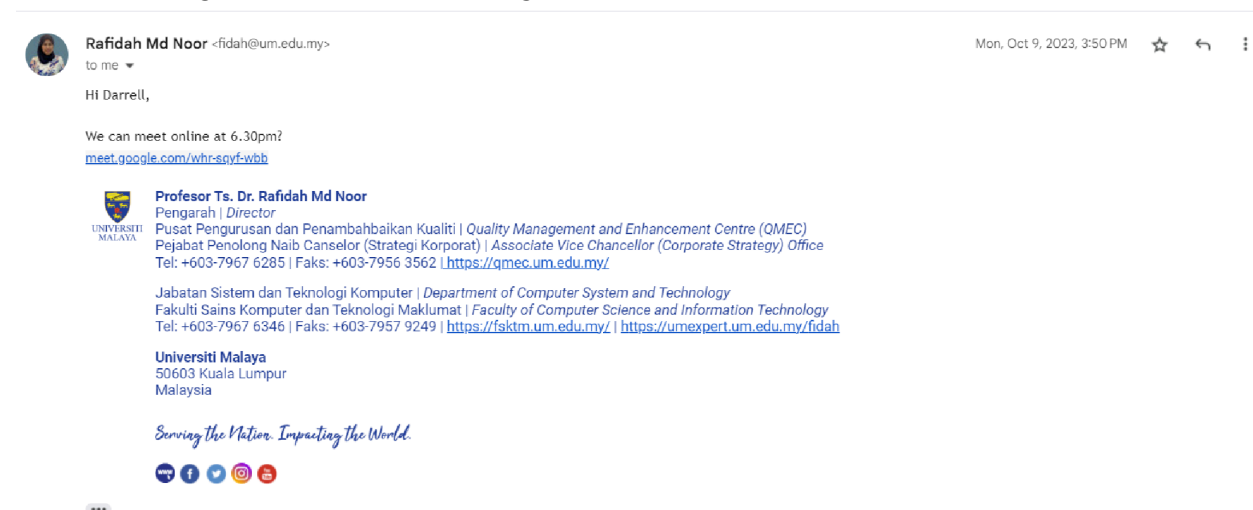 Rafidah Md Noor <fidah@um.edu.my>
Mon, Oct 9, 2023, 3:50 PM
to me
Hi Darrell,
We can meet online at 6.30pm?
meet.google.com/whr-sqyf-wbb
UNIVERSITI
MALAYA
Profesor Ts. Dr. Rafidah Md Noor
Pengarah | Director
Pusat Pengurusan dan Penambahbaikan Kualiti | Quality Management and Enhancement Centre (QMEC)
Pejabat Penolong Naib Canselor (Strategi Korporat) | Associate Vice Chancellor (Corporate Strategy) Office
Tel: +603-7967 6285 | Faks: +603-7956 3562 | https://qmec.um.edu.my/
Jabatan Sistem dan Teknologi Komputer | Department of Computer System and Technology
Fakulti Sains Komputer dan Teknologi Maklumat | Faculty of Computer Science and Information Technology
Tel: +603-7967 6346 | Faks: +603-7957 9249 | https://fsktm.um.edu.my/ | https://umexpert.um.edu.my/fidah
Universiti Malaya
50603 Kuala Lumpur
Malaysia
Serving the Nation. Impacting the World.